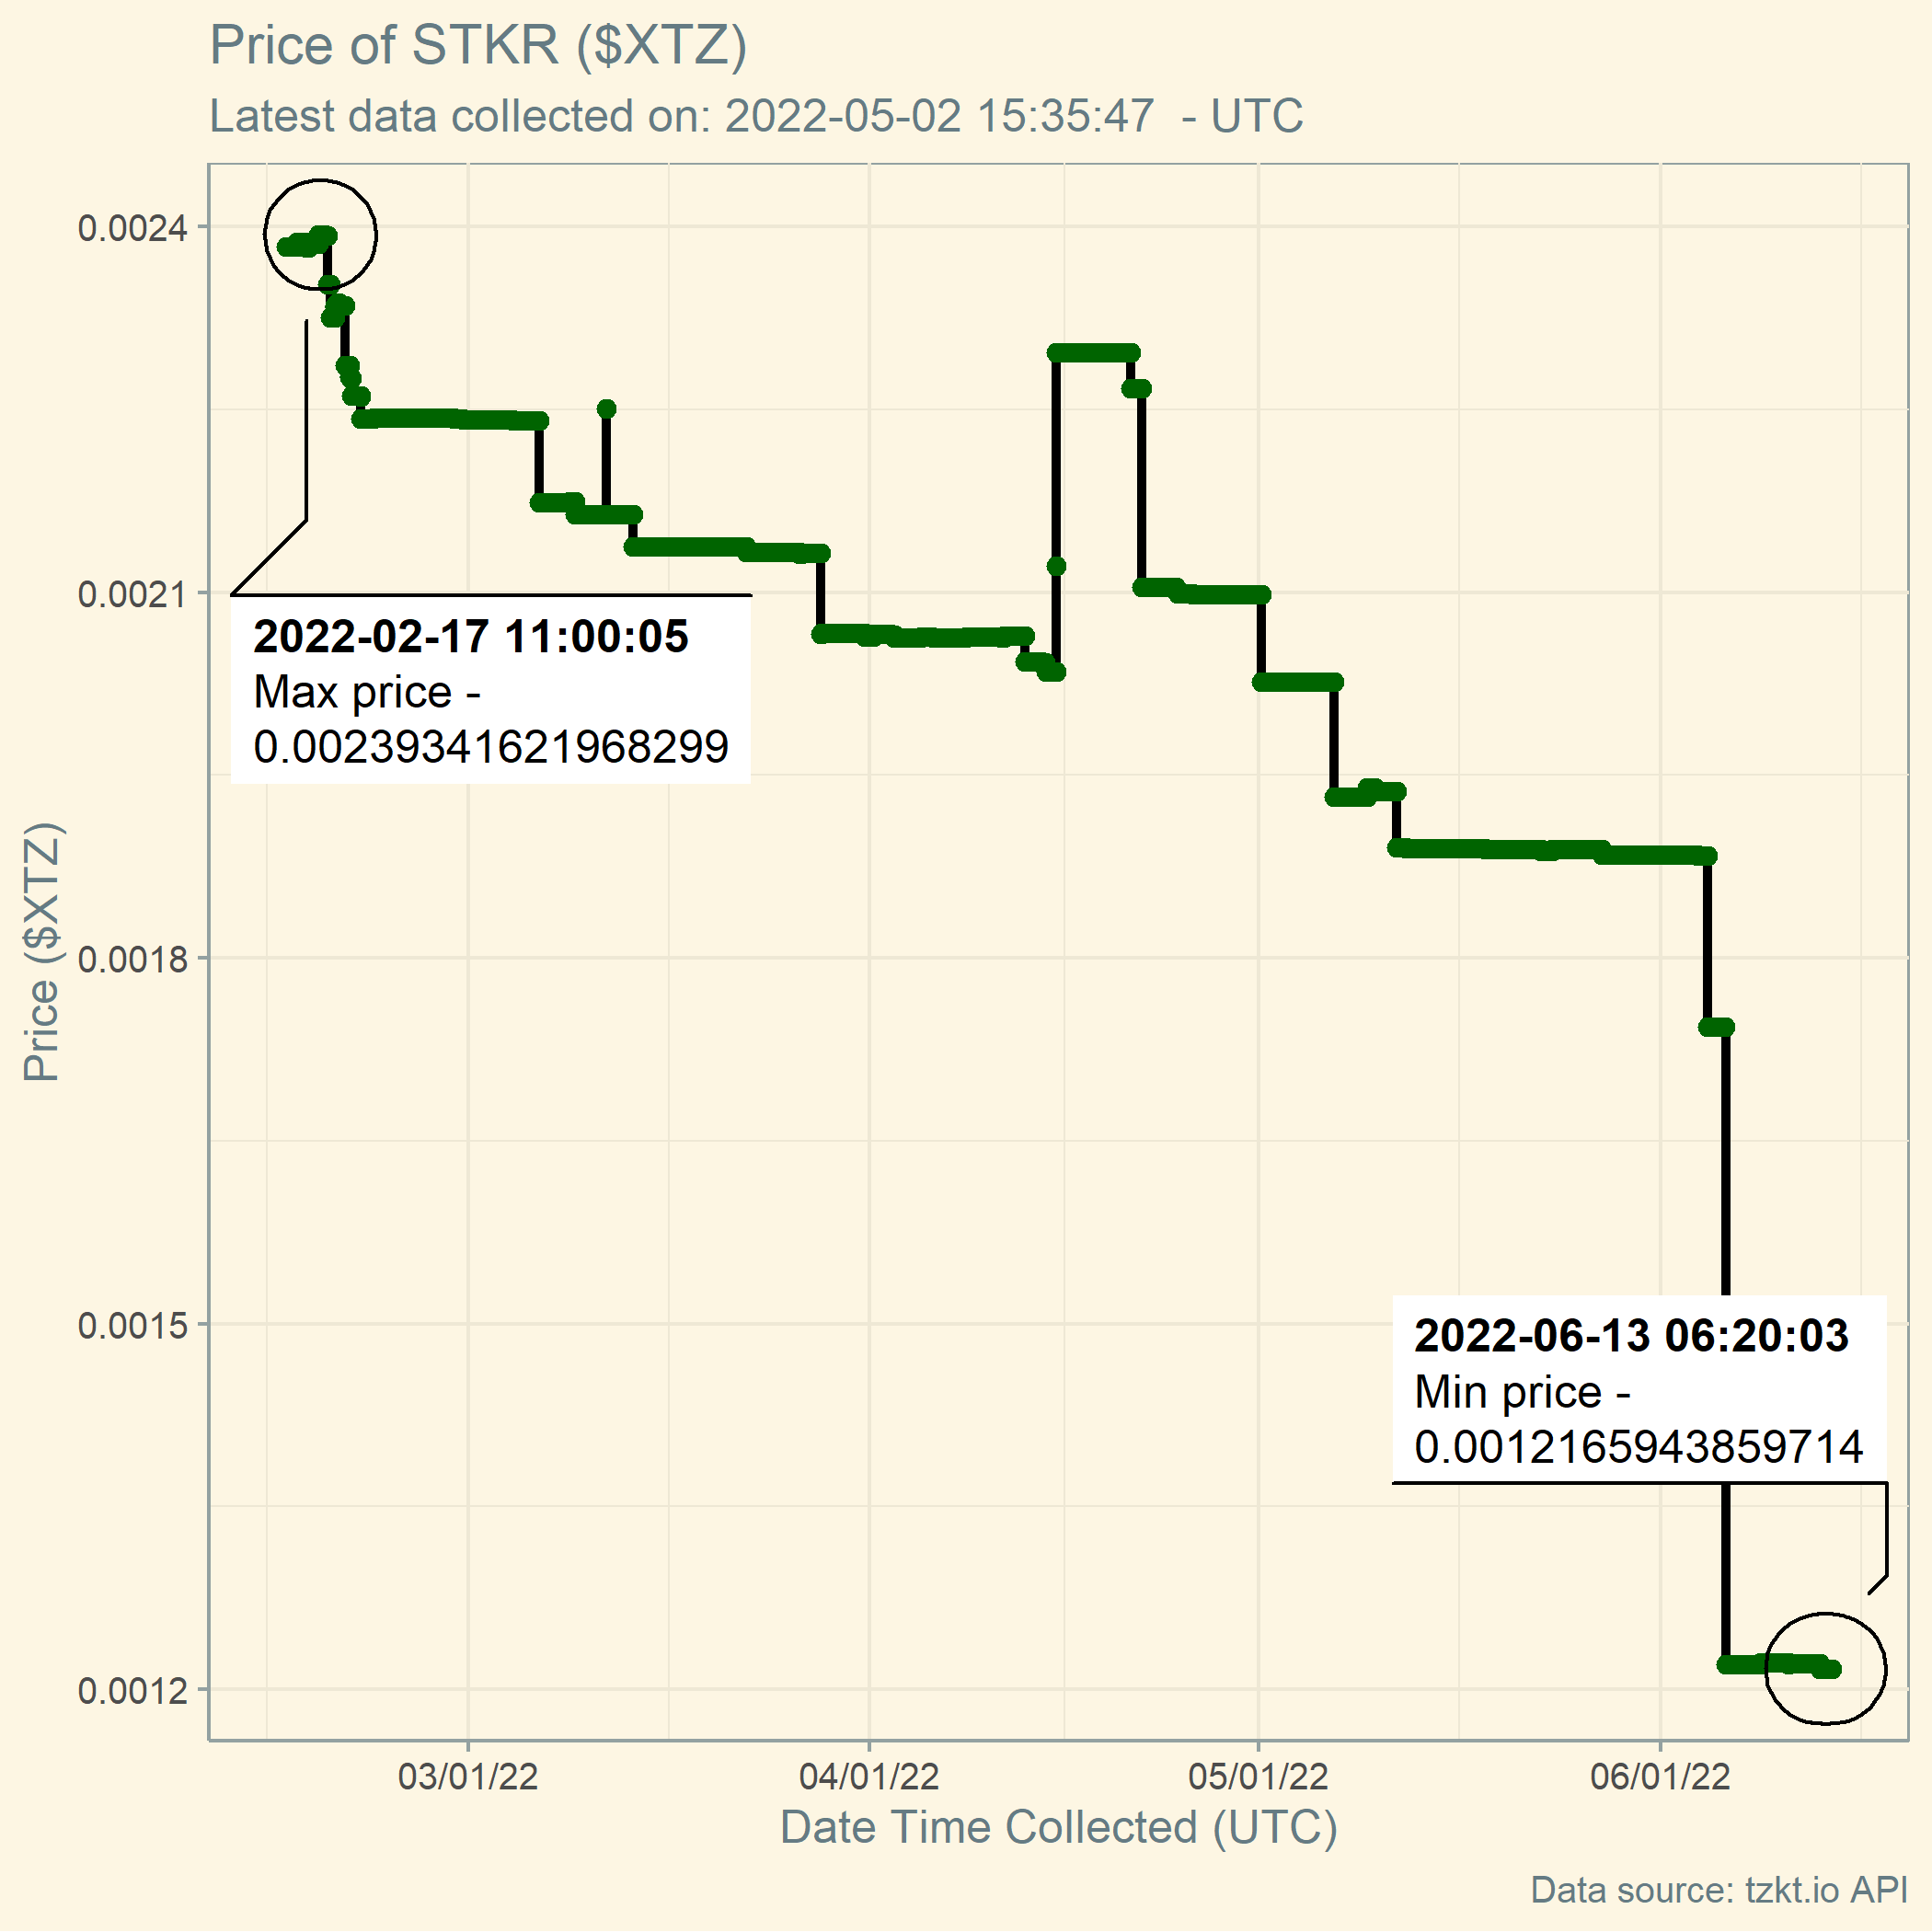 Price of STKR ($XTZ)
Latest data collected on: 2022-05-02 15:35:47  - UTC
0.0024
0.0021
0.0018
0.0015
0.0012
Price ($XTZ)
2022-02-17 11:00:05
Max price -
0.00239341621968299
2022-06-13 06:20:03
Min price -
0.0012165943859714
03/01/22
04/01/22
05/01/22
06/01/22
Date Time Collected (UTC)
Data source: tzkt.io API